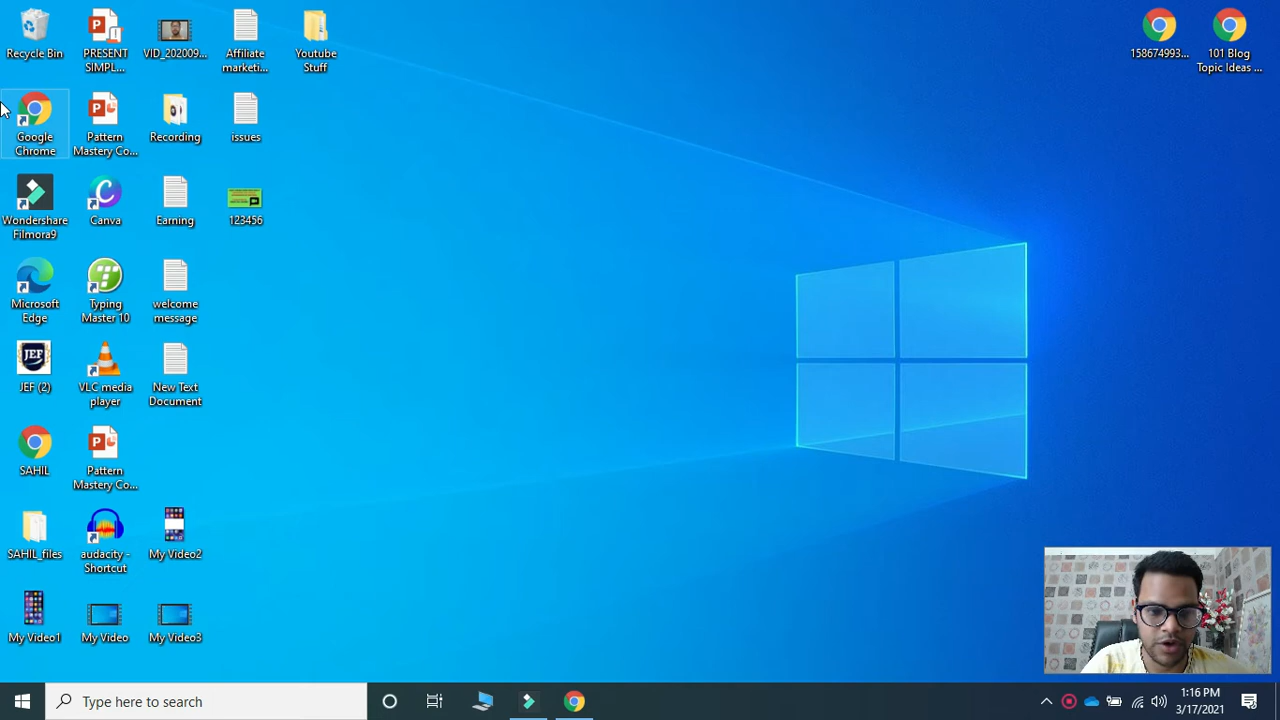 Recycle Bin
PRESENT
SIMPL...
VID_202009...
Affiliate
marketi...
Youtube
Stuff
158674993...
101 Blog
Topic Ideas ...
Google
Chrome
Pattern
Mastery Co...
Recording
issues
Wondershare
Filmora9
Canva
Earning
123456
Microsoft
Edge
Typing
Master 10
welcome
message
JEF
JEF (2)
VLC media
player
New Text
Document
SAHIL
Pattern
Mastery Co...
SAHIL_files
audacity -
Shortcut
My Video2
My Video1
My Video
My Video3
Type here to search
1:16 PM
3/17/2021